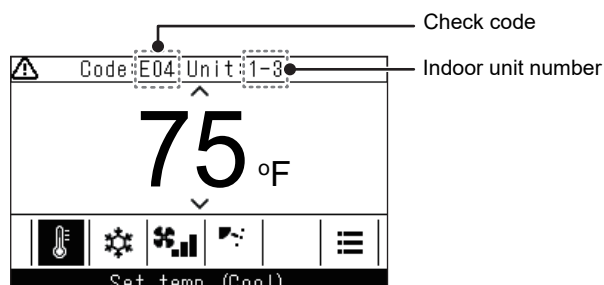 Check code
Code:E04 Unit:1-3
Indoor unit number
75 °F
Set temp. (Cool)